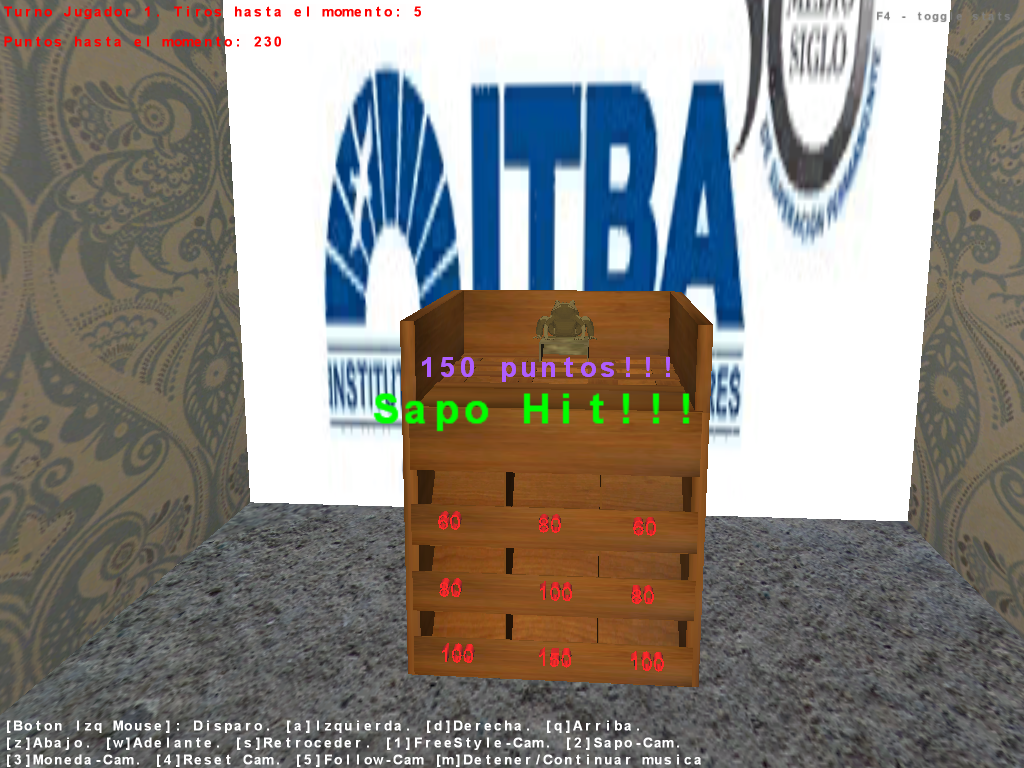 Turno Jugador 1. Tiros hasta el momento: 5
F4 - toggle stats
Puntos hasta el momento: 230
MEDIO
SIGLO
ITBA
150 puntos!!!
Sapo Hit!!!
60 80 60
80 100 80
100 150 100
[Boton Izq Mouse]: Disparo. [a]Izquierda. [d]Derecha. [q]Arriba.
[z]Abajo. [w]Adelante. [s]Retroceder. [1]FreeStyle-Cam. [2]Sapo-Cam.
[3]Moneda-Cam. [4]Reset Cam. [5]Follow-Cam [m]Detener/Continuar musica